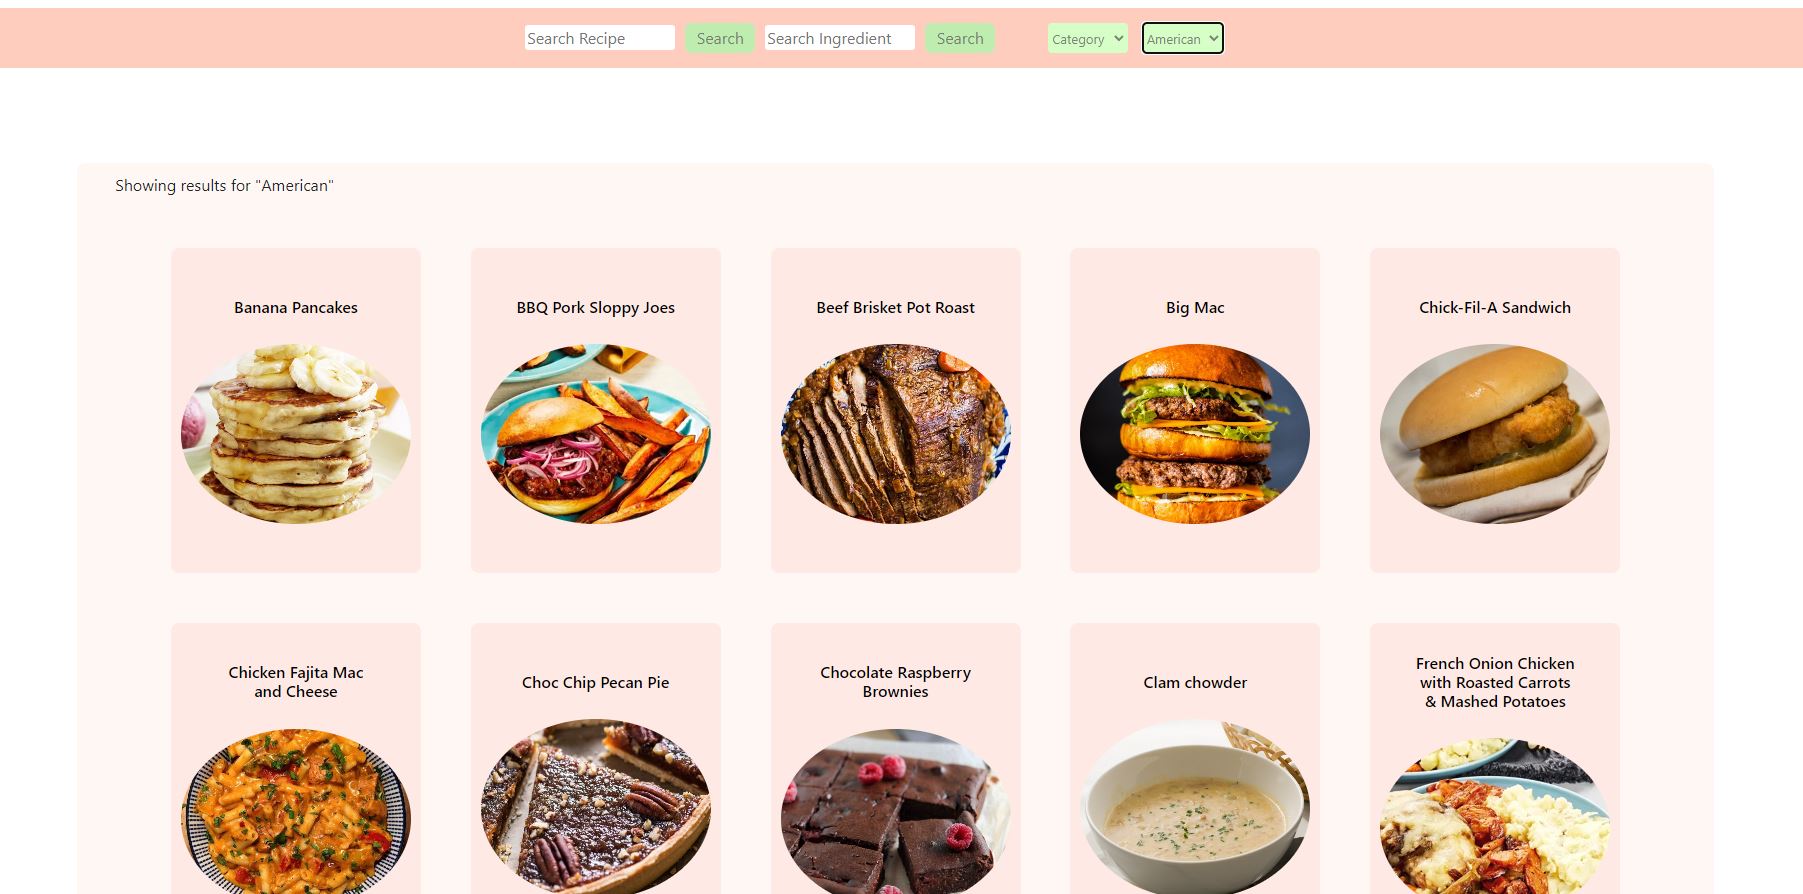 Search Recipe Search Search Ingredient Search Category American
Showing results for "American"
Banana Pancakes
BBQ Pork Sloppy Joes
Beef Brisket Pot Roast
Big Mac
Chick-Fil-A Sandwich
Chicken Fajita Mac
and Cheese
Choc Chip Pecan Pie
Chocolate Raspberry
Brownies
Clam chowder
French Onion Chicken
with Roasted Carrots
& Mashed Potatoes